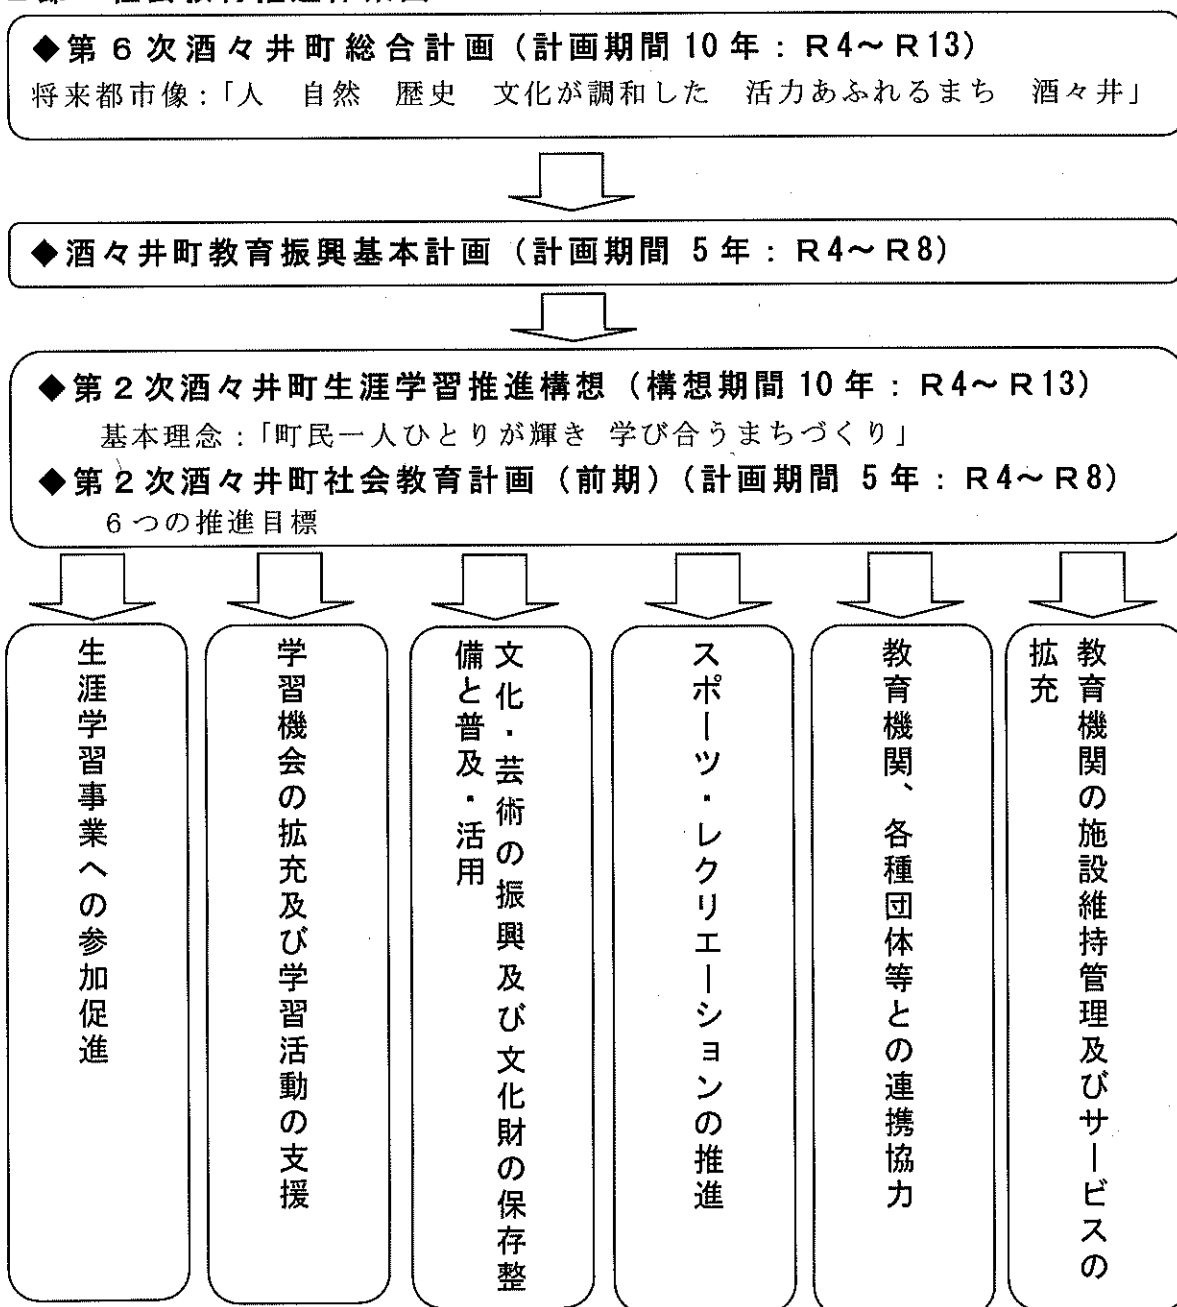 ◆第６次酒々井町総合計画（計画期間 10 年：Ｒ4～Ｒ13）
将来都市像：「人　自然　歴史　文化が調和した　活力あふれるまち　酒々井」
◆酒々井町教育振興基本計画（計画期間 5 年：Ｒ4～Ｒ8）
◆第２次酒々井町生涯学習推進構想（構想期間 10 年：Ｒ4～Ｒ13）
基本理念：「町民一人ひとりが輝き 学び合うまちづくり」
◆第２次酒々井町社会教育計画（前期）（計画期間 5 年：Ｒ4～Ｒ8）
６つの推進目標
生涯学習事業への参加促進
学習機会の拡充及び学習活動の支援
文化・芸術の振興及び文化財の保存整
備と普及・活用
スポーツ・レクリエーションの推進
教育機関、各種団体等との連携協力
教育機関の施設維持管理及びサービスの
拡充